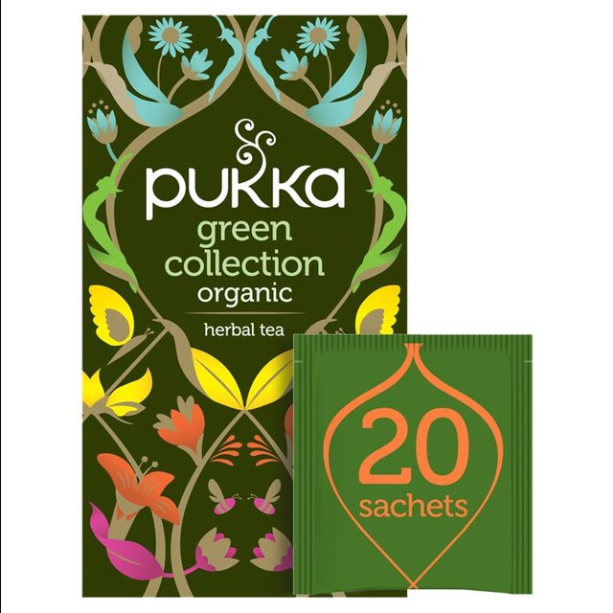 pukka
green
collection
organic
herbal tea
20
sachets